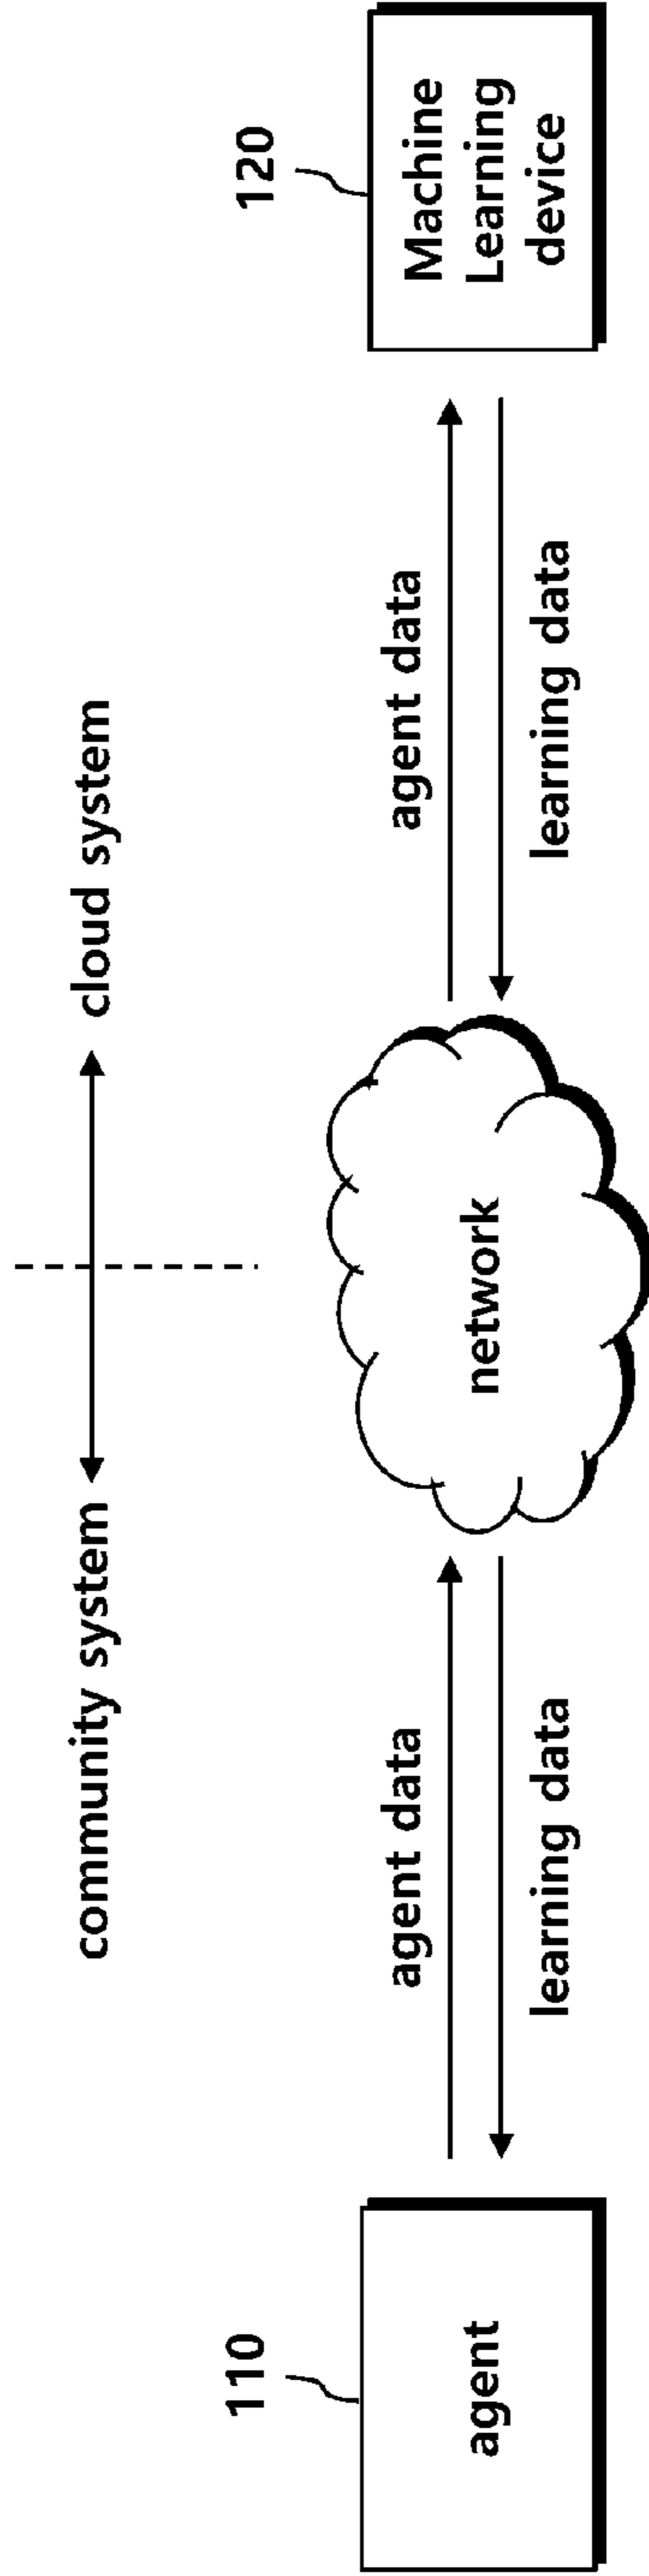 community system
cloud system
110
agent
agent data
learning data
network
agent data
learning data
120
Machine
Learning
device